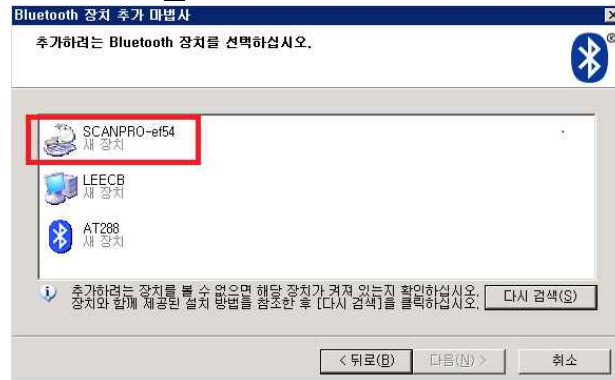 Bluetooth 장치 추가 마법사
추가하려는 Bluetooth 장치를 선택하십시오.
SCANPRO-ef54
새 장치
LEECB
새 장치
AT288
새 장치
추가하려는 장치를 볼 수 없으면 해당 장치가 켜져 있는지 확인하십시오.
장치와 함께 제공된 설치 방법을 참조한 후 [다시 검색]을 클릭하십시오.
다시 검색(S)
< 뒤로(B)
다음(N) >
취소